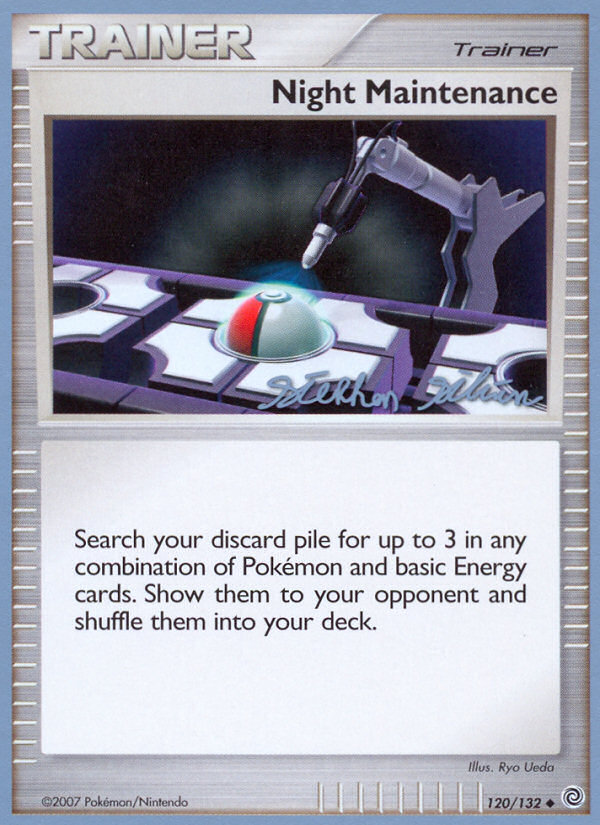 TRAINER
Trainer
Night Maintenance
Search your discard pile for up to 3 in any
combination of Pokémon and basic Energy
cards. Show them to your opponent and
shuffle them into your deck.
Illus. Ryo Ueda
©2007 Pokémon/Nintendo
120/132